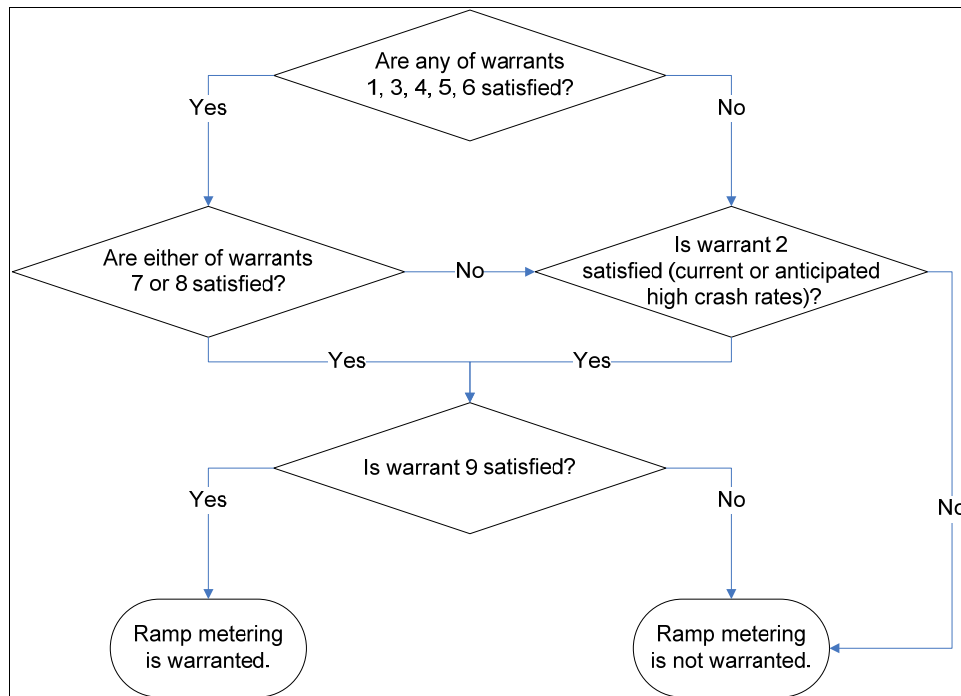 Are any of warrants
1, 3, 4, 5, 6 satisfied?
Yes
No
Are either of warrants
7 or 8 satisfied?
No
Is warrant 2
satisfied (current or anticipated
high crash rates)?
Yes
Yes
Is warrant 9 satisfied?
Yes
No
No
Ramp metering
is warranted.
Ramp metering
is not warranted.